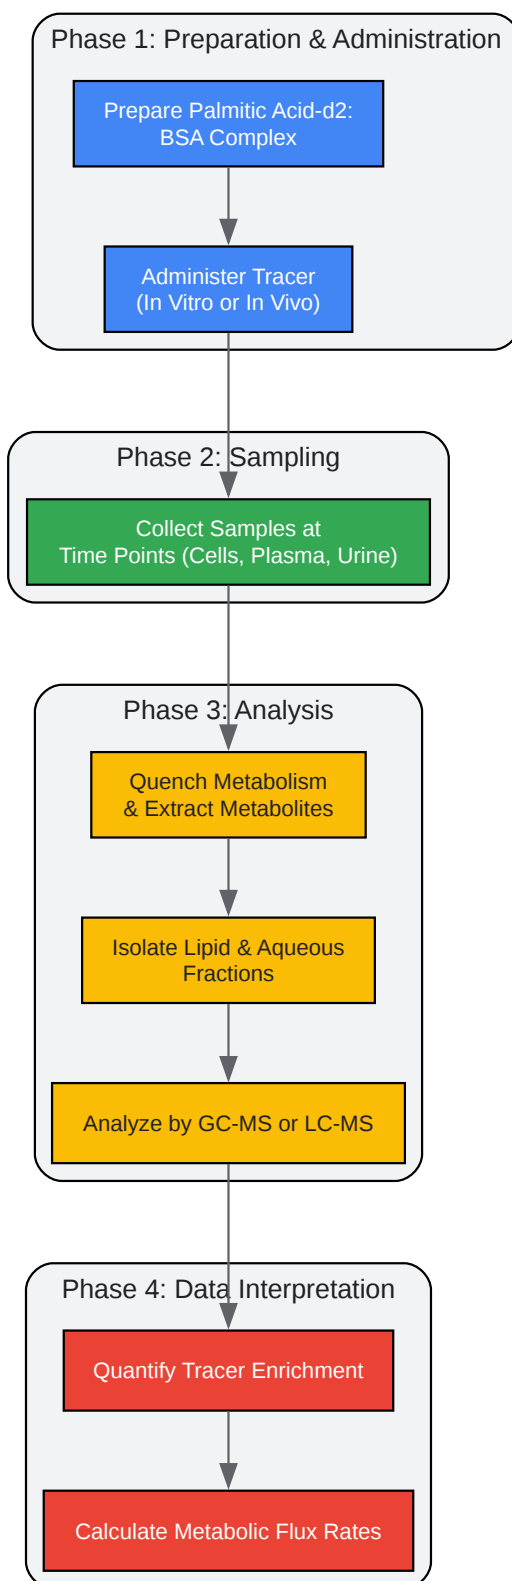 Phase 1: Preparation & Administration
Prepare Palmitic Acid-d2:
BSA Complex
Administer Tracer
(In Vitro or In Vivo)
Phase 2: Sampling
Collect Samples at
Time Points (Cells, Plasma, Urine)
Phase 3: Analysis
Quench Metabolism
& Extract Metabolites
Isolate Lipid & Aqueous
Fractions
Analyze by GC-MS or LC-MS
Phase 4: Data Interpretation
Quantify Tracer Enrichment
Calculate Metabolic Flux Rates